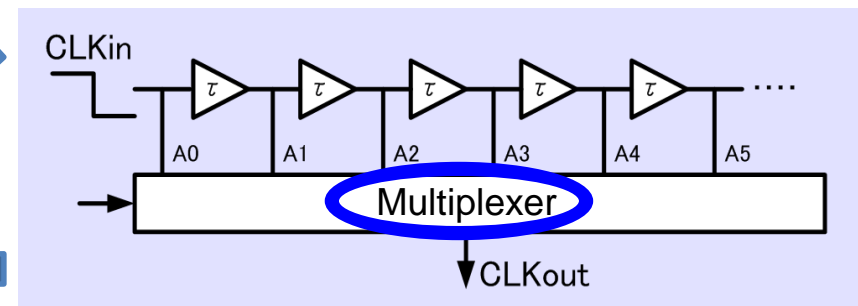 CLKin
τ τ τ τ τ ....
A0 A1 A2 A3 A4 A5
Multiplexer
CLKout